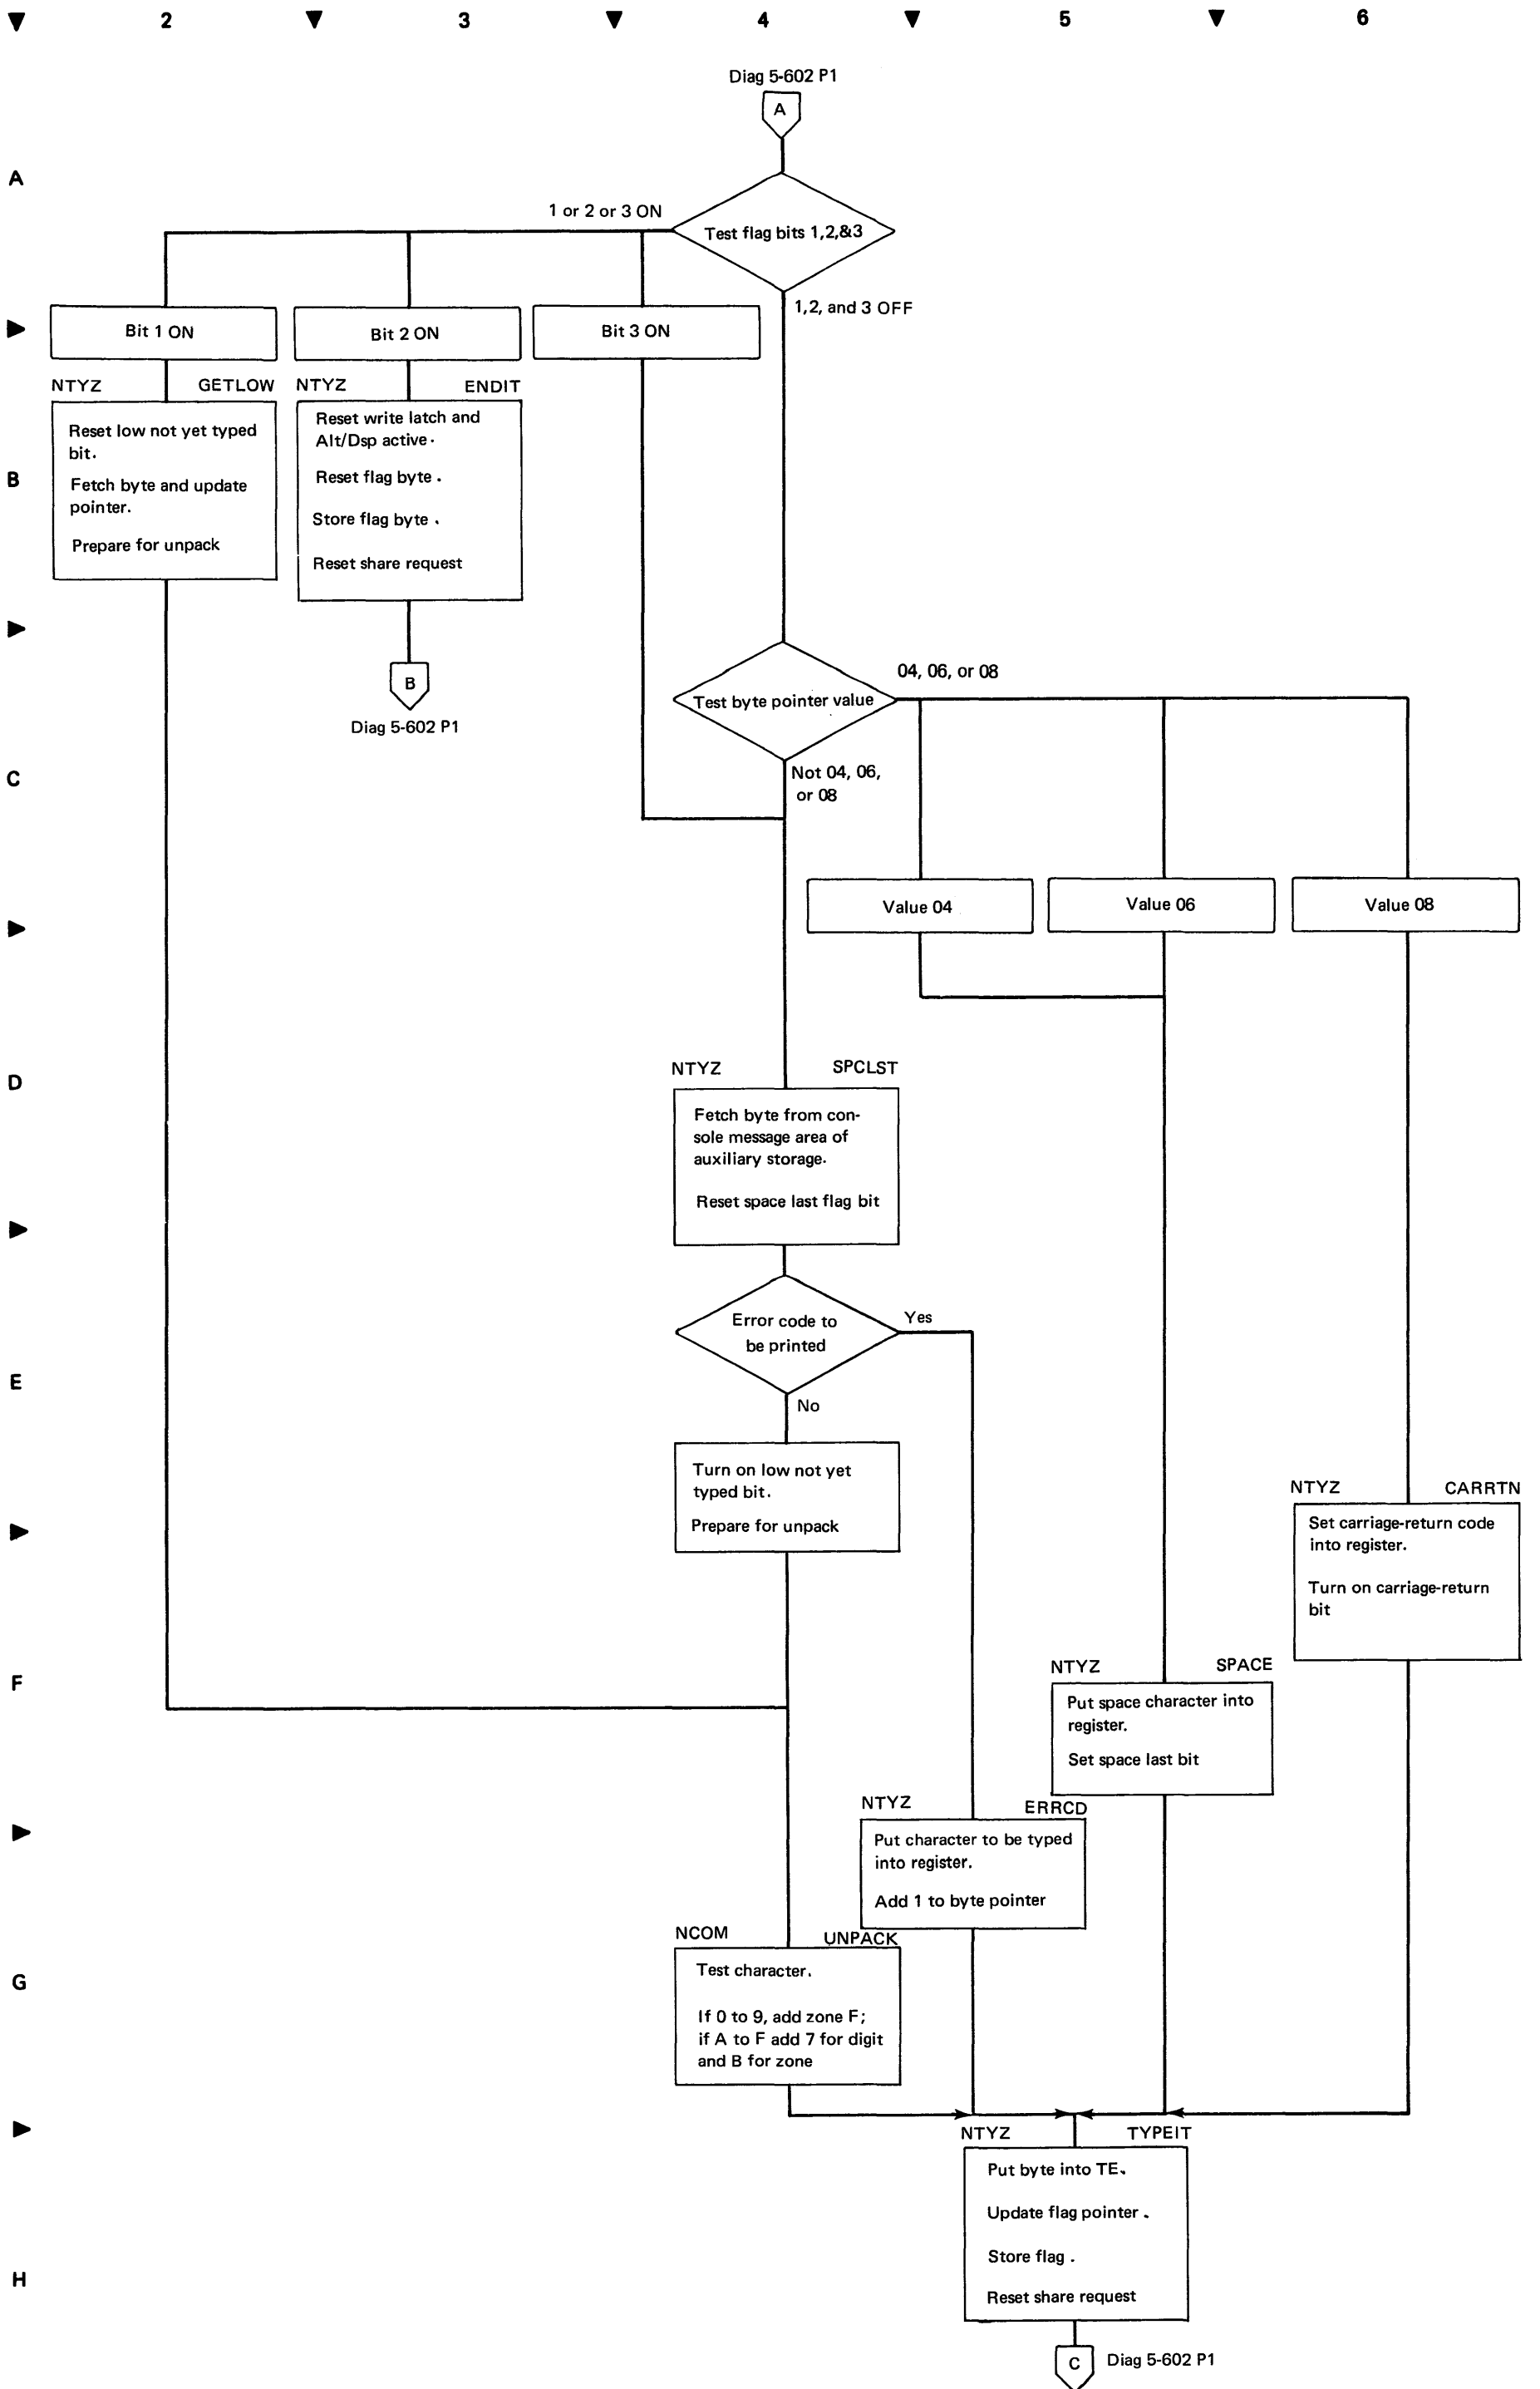 2 3 4 5 6
Diag 5-602 P1
A
A
1 or 2 or 3 ON
Test flag bits 1,2,&3
1,2, and 3 OFF
Bit 1 ON
Bit 2 ON
Bit 3 ON
NTYZ GETLOW
Reset low not yet typed
bit.
Fetch byte and update
pointer.
Prepare for unpack
NTYZ ENDIT
Reset write latch and
Alt/Dsp active.
Reset flag byte.
Store flag byte.
Reset share request
B
B
Diag 5-602 P1
Test byte pointer value
04, 06, or 08
Not 04, 06,
or 08
C
Value 04
Value 06
Value 08
D
NTYZ SPCLST
Fetch byte from con-
sole message area of
auxiliary storage.
Reset space last flag bit
Error code to
be printed
Yes
No
E
Turn on low not yet
typed bit.
Prepare for unpack
NTYZ CARRTN
Set carriage-return code
into register.
Turn on carriage-return
bit
F
NTYZ SPACE
Put space character into
register.
Set space last bit
NTYZ ERRCD
Put character to be typed
into register.
Add 1 to byte pointer
NCOM UNPACK
G
Test character.
If 0 to 9, add zone F;
if A to F add 7 for digit
and B for zone
NTYZ TYPEIT
Put byte into TE.
Update flag pointer.
Store flag.
Reset share request
H
C
Diag 5-602 P1